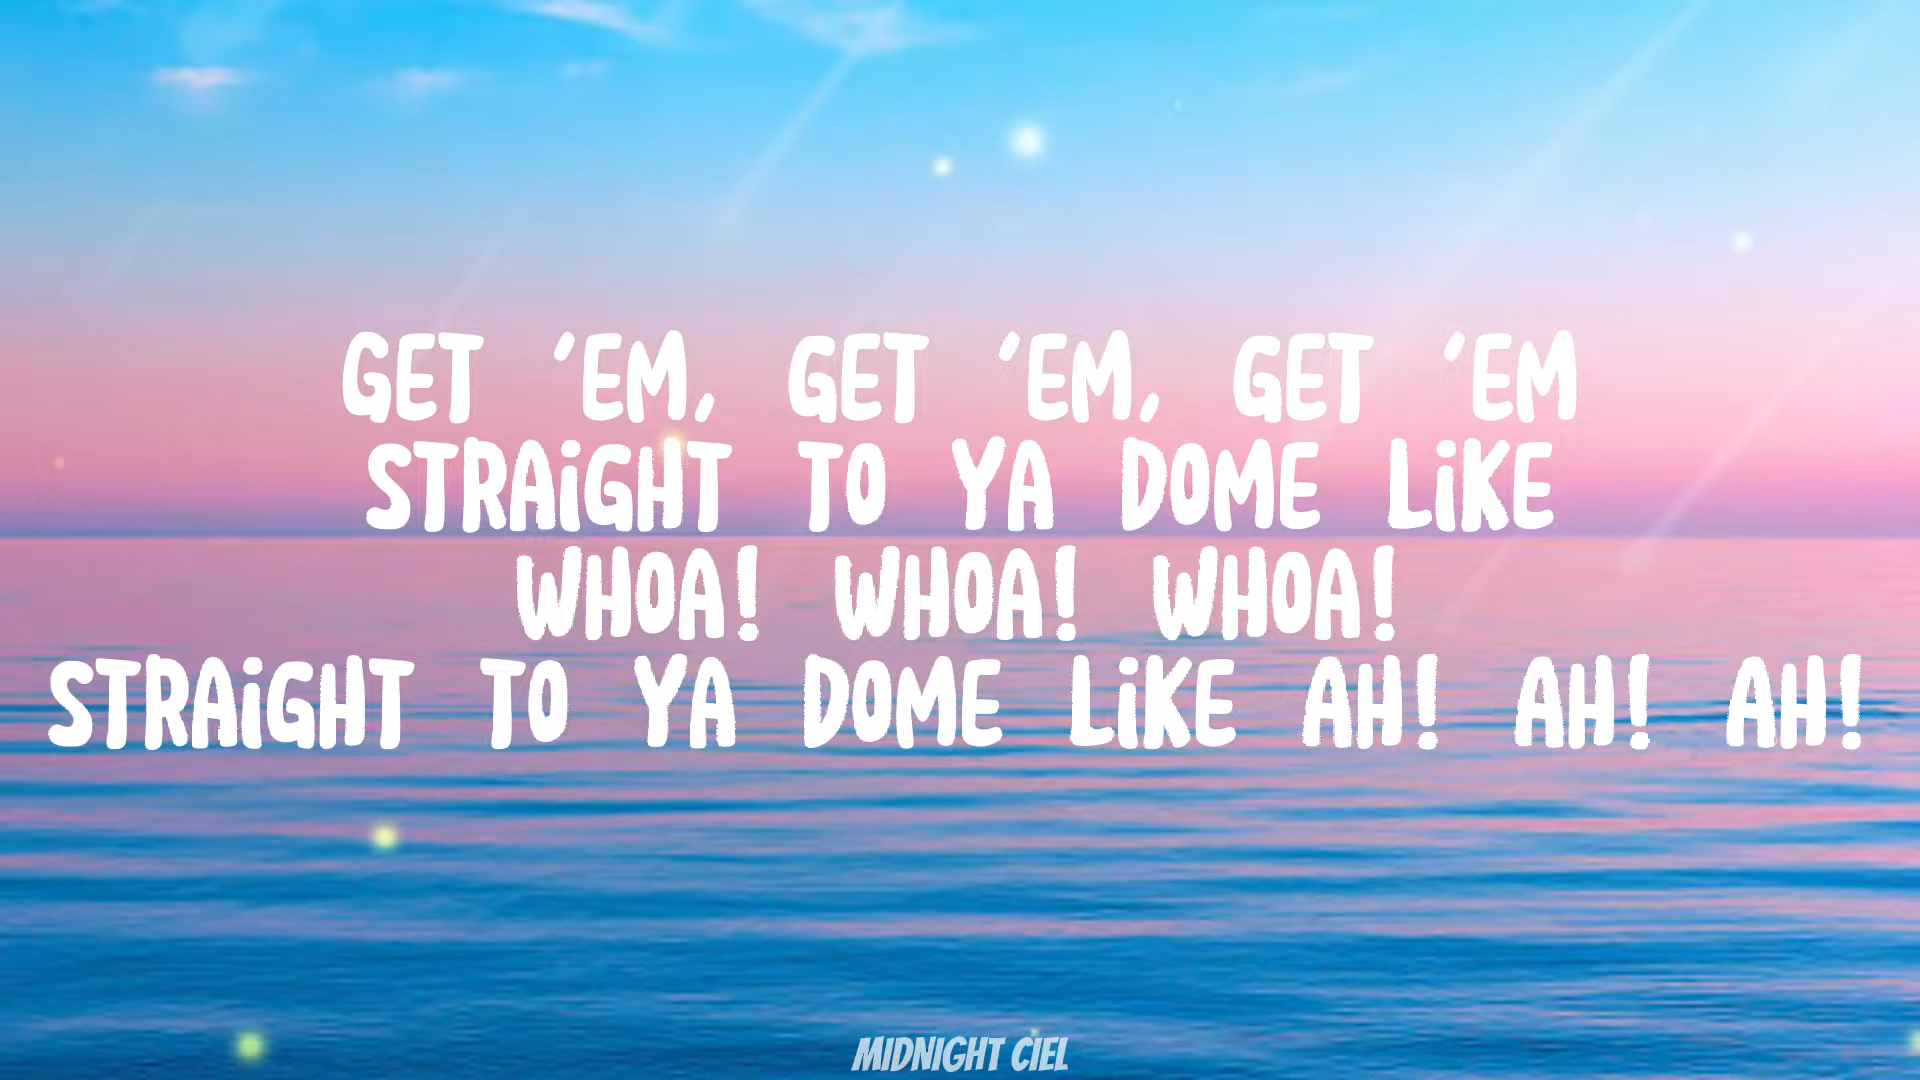 GET 'EM, GET 'EM, GET 'EM
STRAiGHT TO YA DOME LiKE
WHOA! WHOA! WHOA!
STRAiGHT TO YA DOME LiKE AH! AH! AH!
MIDNIGHT CIEL